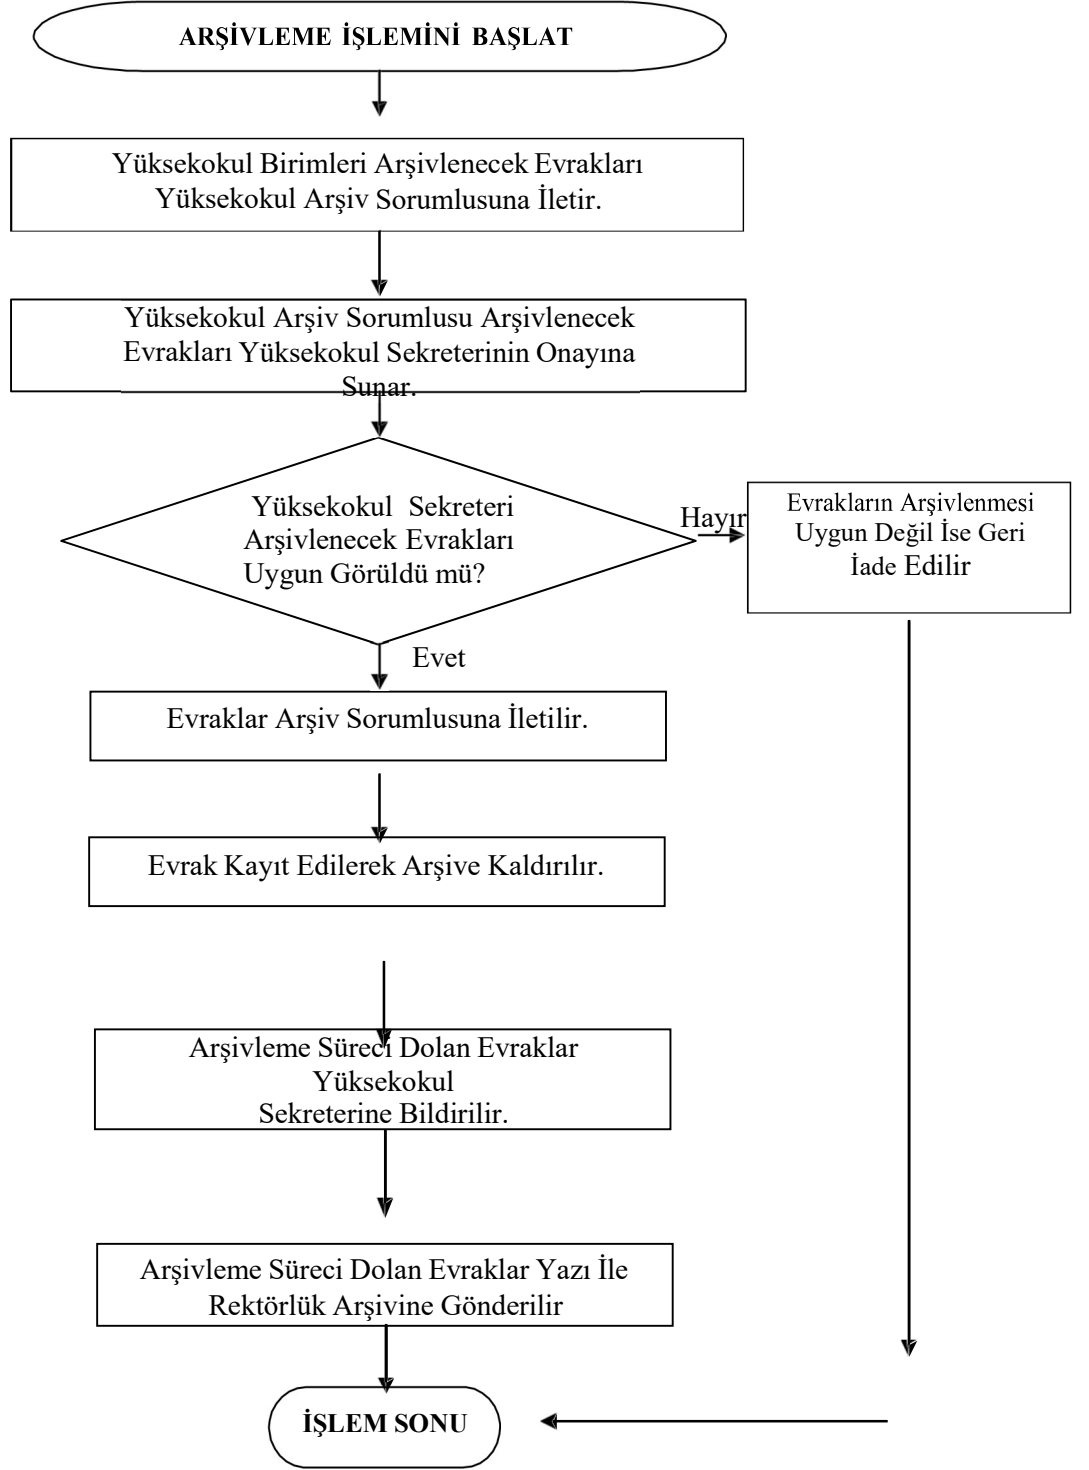 ARŞİVLEME İŞLEMİNİ BAŞLAT
Yüksekokul Birimleri Arşivlenecek Evrakları
Yüksekokul Arşiv Sorumlusuna İletir.
Yüksekokul Arşiv Sorumlusu Arşivlenecek
Evrakları Yüksekokul Sekreterinin Onayına
Sunar.
Yüksekokul Sekreteri
Arşivlenecek Evrakları
Uygun Görüldü mü?
Hayır
Evrakların Arşivlenmesi
Uygun Değil İse Geri
İade Edilir
Evet
Evraklar Arşiv Sorumlusuna İletilir.
Evrak Kayıt Edilerek Arşive Kaldırılır.
Arşivleme Süreci Dolan Evraklar
Yüksekokul
Sekreterine Bildirilir.
Arşivleme Süreci Dolan Evraklar Yazı İle
Rektörlük Arşivine Gönderilir
İŞLEM SONU